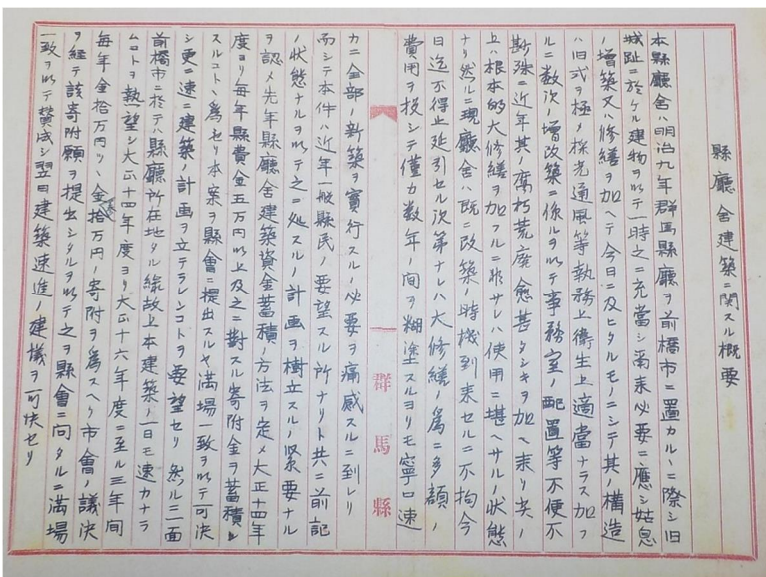 縣廳舎建築ニ関スル概要
本縣廳舎ハ明治九年群馬縣廳ヲ前橋市ニ置カルヽニ際シ旧
城趾ニ於ケル建物ヲ以テ一時之ニ充當シ爾来必要ニ應シ姑息
ノ増築又ハ修繕ヲ加ヘテ今日ニ及ヒタルモノニシテ其ノ構造
ハ旧式ヲ極メ採光通風等執務上衛生上適當ナラス加フ
ルニ数次ノ増改築ニ係ルヲ以テ事務室ノ配置等不便不
斯殊ニ近年其ノ腐朽荒廃愈甚タシキヲ加ヘ来リ最早
上ハ根本的大修繕ヲ加フルニ非サレハ使用ニ堪ヘサル状態
ナリ然ルニ現廳舎ハ既ニ改築ノ時機到来セルニ不拘今
日迄不得止延引セル次第ナレハ大修繕ノ為ニ多額ノ
費用ヲ投シテ僅カ数年ノ間ヲ糊塗スルヨリモ寧ロ速
群馬縣
カニ全部ノ新築ヲ實行スルノ必要ヲ痛感スルニ到レリ
而シテ本件ハ近年一般縣民ノ要望スル所ナリト共ニ前記
ノ状態ナルヲ以テ之ニ処スルノ計画ヲ樹立スルノ緊要ナル
ヲ認メ先年縣廳舎建築資金蓄積ノ方法ヲ定メ大正十四年
度ヨリ毎年縣費金五万円以上及之ニ對スル寄附金ヲ蓄積
スルコトヽ為セリ本案ヲ縣會ニ提出スルヤ満場一致ヲ以テ可決
シ更ニ速ニ建築ノ計画ヲ立テラレンコトヲ要望セリ 然ルニ一面
前橋市ニ於テハ縣廳所在地タル縁故上本建築ノ一日モ速カナラ
ムコトヲ熱望シ大正十四年度ヨリ大正十六年度ニ至ル三年間
毎年金拾万円ツヽ金拾万円ノ寄附ヲ為スヘク市會ノ議決
ヲ経テ該寄附願ヲ提出シタルヲ以テ之ヲ縣會ニ向タルニ満場
一致ヲ以テ賛成シ翌日建築速進ノ建議ヲ可決セリ